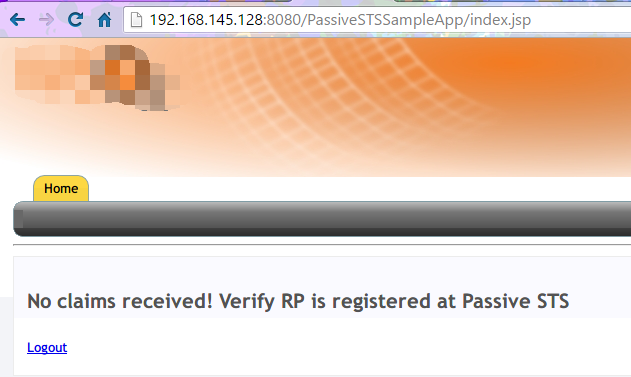 192.168.145.128:8080/PassiveSTSSampleApp/index.jsp
Home
No claims received! Verify RP is registered at Passive STS
Logout